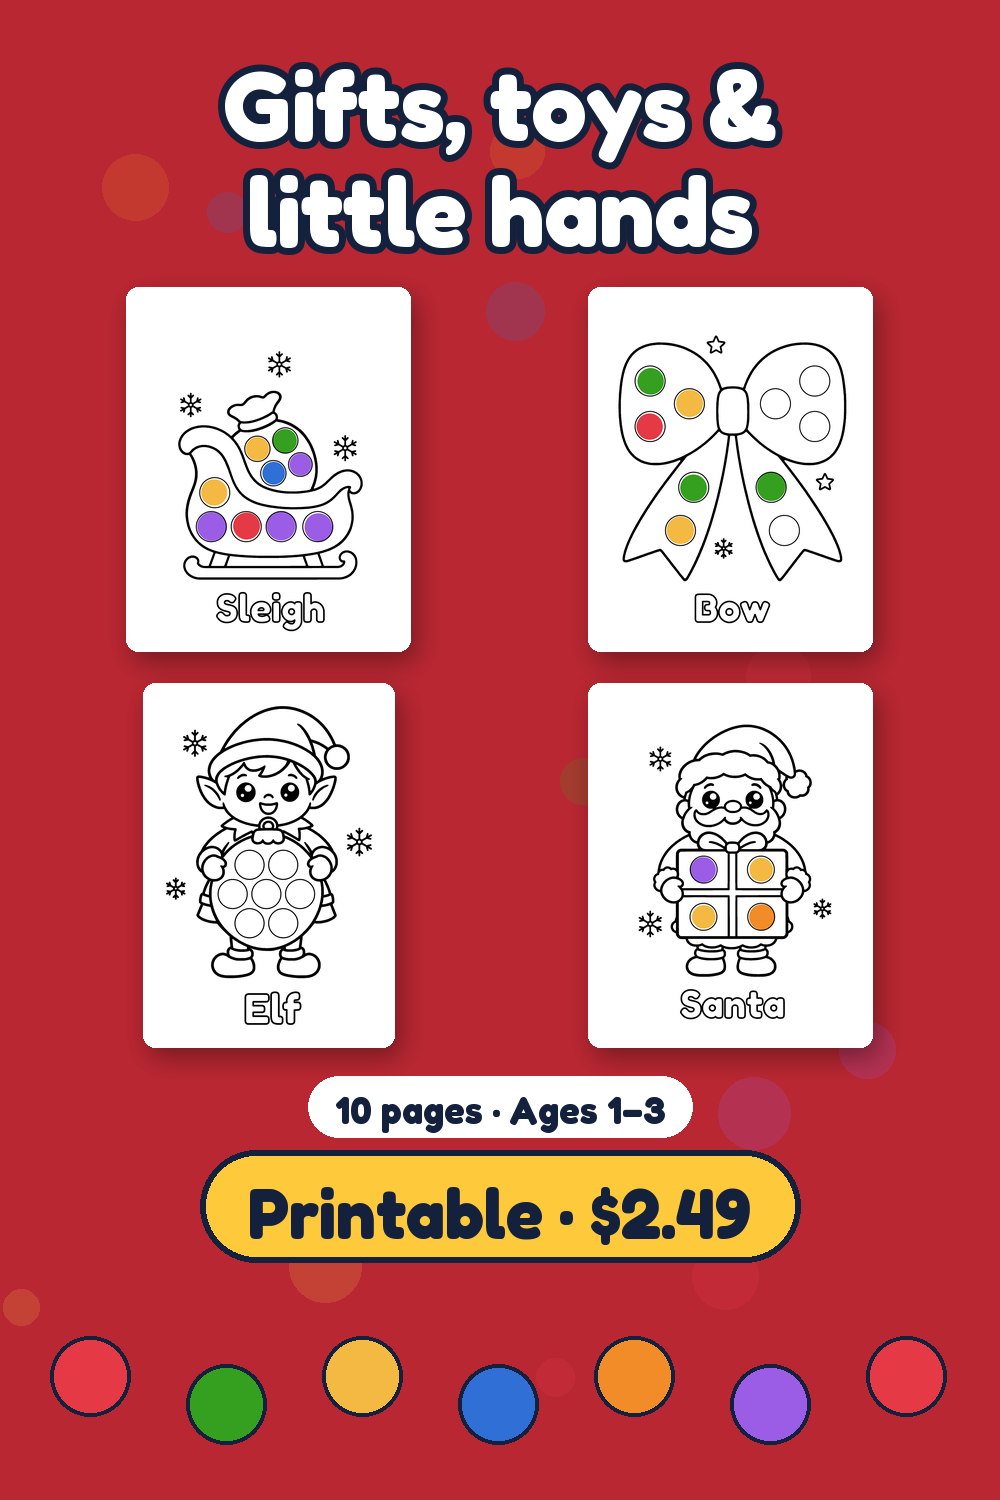 Gifts, toys &
little hands
Sleigh
Bow
Elf
Santa
10 pages · Ages 1–3
Printable · $2.49